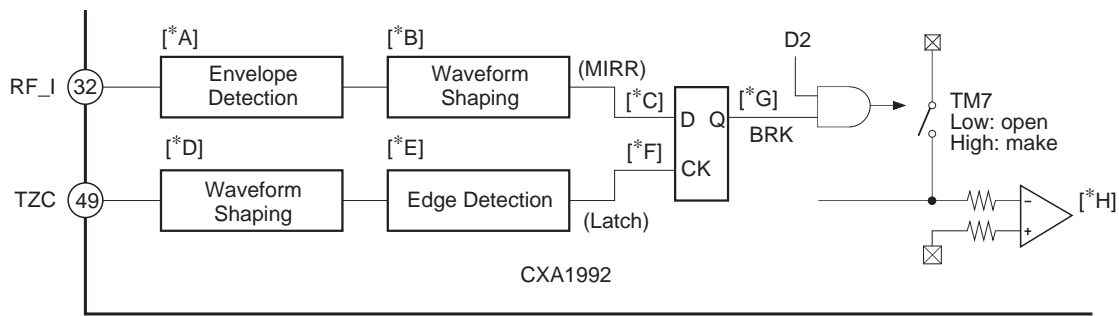 [*A]
[*B]
D2
RF_I
32
Envelope
Detection
Waveform
Shaping
(MIRR)
[*C]
D Q
[*G]
BRK
TM7
Low: open
High: make
[*D]
[*E]
[*F]
CK
TZC
49
Waveform
Shaping
Edge Detection
(Latch)
−
+
[*H]
CXA1992